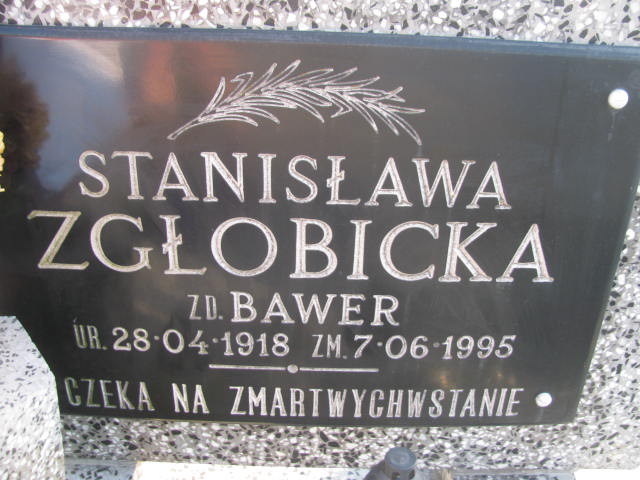 STANISŁAWA
ZGŁOBICKA
ZD. BAWER
UR. 28·04·1918 ZM. 7·06·1995
CZEKA NA ZMARTWYCHWSTANIE